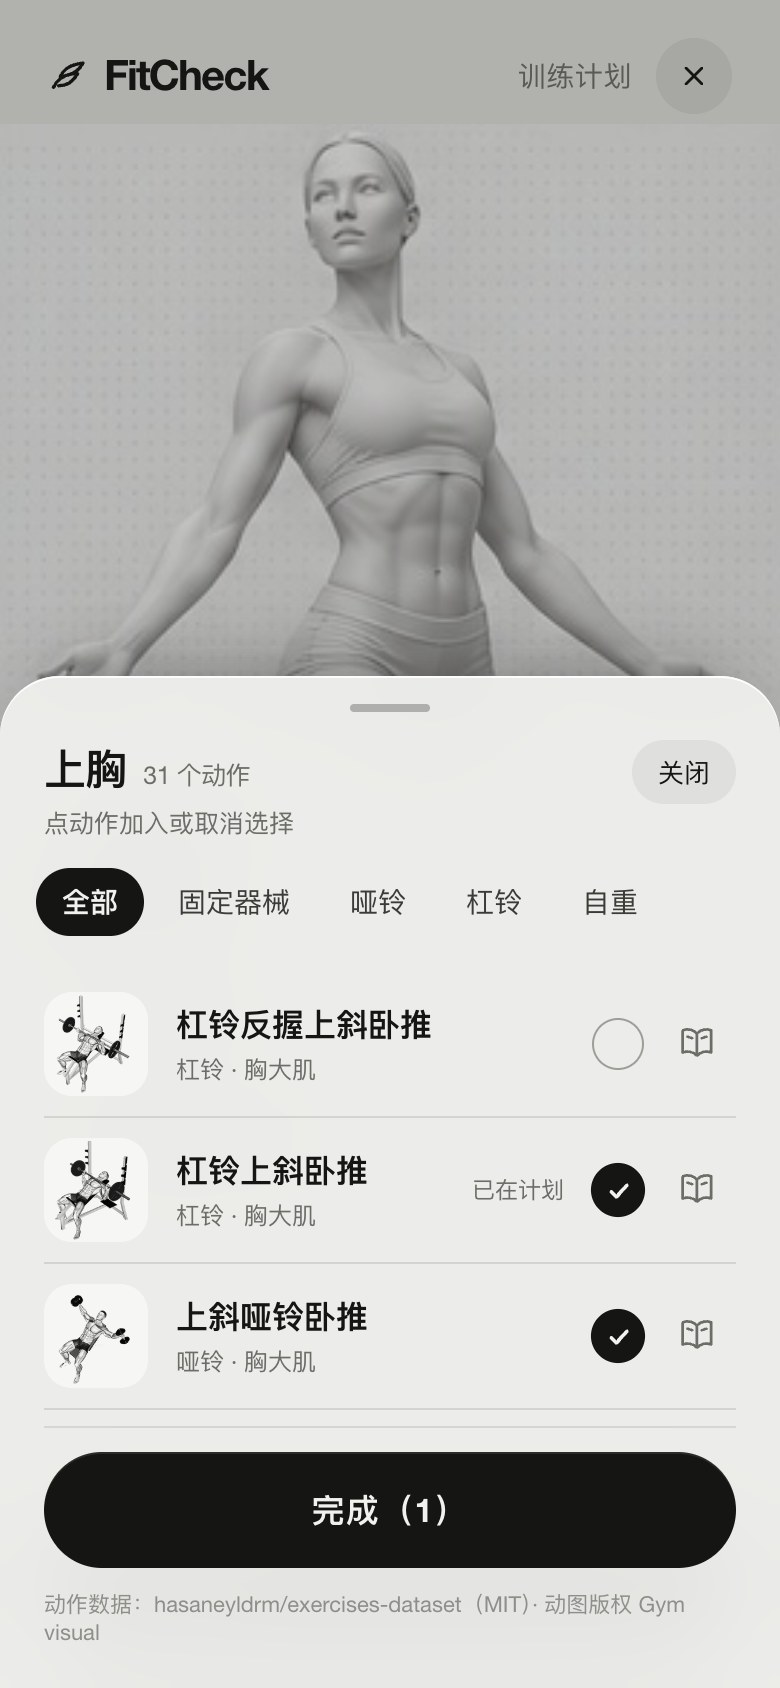 FitCheck
训练计划
上胸 31 个动作
关闭
点动作加入或取消选择
全部 固定器械 哑铃 杠铃 自重
杠铃反握上斜卧推
杠铃 · 胸大肌
杠铃上斜卧推
杠铃 · 胸大肌
已在计划
上斜哑铃卧推
哑铃 · 胸大肌
完成（1）
动作数据：hasaneyldrm/exercises-dataset（MIT）· 动图版权 Gym
visual